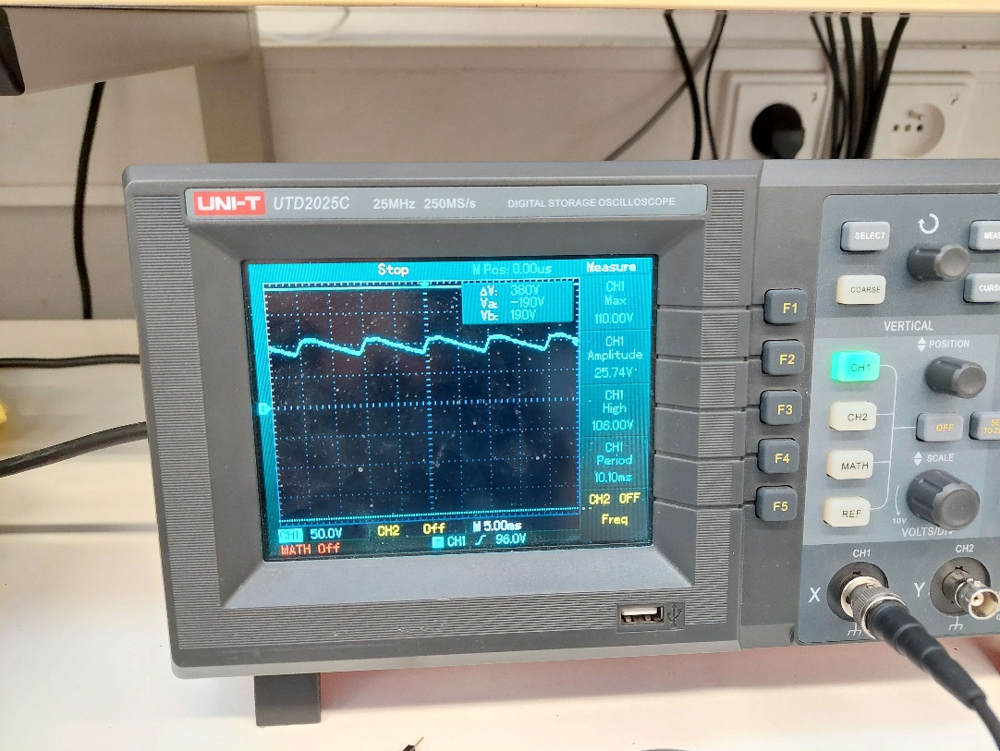 UNI-T UTD2025C 25MHz 250MS/s DIGITAL STORAGE OSCILLOSCOPE
Stop M Pos: 0.00us Measure
ΔV: 380V
Va: -190V
Vb: 190V
CH1
Max
110.00V
CH1
Amplitude
25.74V
CH1
High
106.00V
CH1
Period
10.10ms
CH2 OFF
Freq
CH1 50.0V CH2 Off M 5.00ms
CH1 96.0V
MATH Off
F1
F2
F3
F4
F5
SELECT
COARSE
VERTICAL
POSITION
CH1
CH2
OFF
MATH
SCALE
REF
10V
VOLTS/DIV
CH1 CH2
X Y